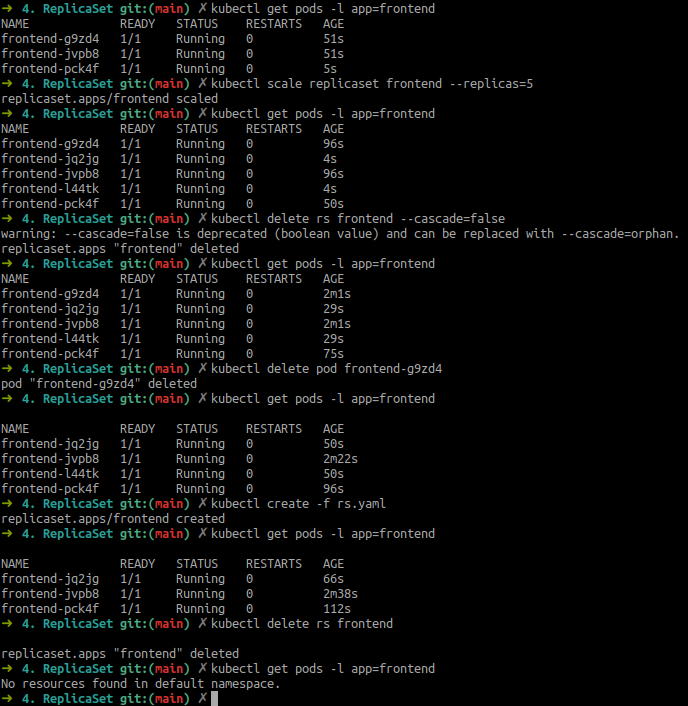 ➜ 4. ReplicaSet git:(main) ✗ kubectl get pods -l app=frontend
NAME READY STATUS RESTARTS AGE
frontend-g9zd4 1/1 Running 0 51s
frontend-jvpb8 1/1 Running 0 51s
frontend-pck4f 1/1 Running 0 5s
➜ 4. ReplicaSet git:(main) ✗ kubectl scale replicaset frontend --replicas=5
replicaset.apps/frontend scaled
➜ 4. ReplicaSet git:(main) ✗ kubectl get pods -l app=frontend
NAME READY STATUS RESTARTS AGE
frontend-g9zd4 1/1 Running 0 96s
frontend-jq2jg 1/1 Running 0 4s
frontend-jvpb8 1/1 Running 0 96s
frontend-l44tk 1/1 Running 0 4s
frontend-pck4f 1/1 Running 0 50s
➜ 4. ReplicaSet git:(main) ✗ kubectl delete rs frontend --cascade=false
warning: --cascade=false is deprecated (boolean value) and can be replaced with --cascade=orphan.
replicaset.apps "frontend" deleted
➜ 4. ReplicaSet git:(main) ✗ kubectl get pods -l app=frontend
NAME READY STATUS RESTARTS AGE
frontend-g9zd4 1/1 Running 0 2m1s
frontend-jq2jg 1/1 Running 0 29s
frontend-jvpb8 1/1 Running 0 2m1s
frontend-l44tk 1/1 Running 0 29s
frontend-pck4f 1/1 Running 0 75s
➜ 4. ReplicaSet git:(main) ✗ kubectl delete pod frontend-g9zd4
pod "frontend-g9zd4" deleted
➜ 4. ReplicaSet git:(main) ✗ kubectl get pods -l app=frontend
NAME READY STATUS RESTARTS AGE
frontend-jq2jg 1/1 Running 0 50s
frontend-jvpb8 1/1 Running 0 2m22s
frontend-l44tk 1/1 Running 0 50s
frontend-pck4f 1/1 Running 0 96s
➜ 4. ReplicaSet git:(main) ✗ kubectl create -f rs.yaml
replicaset.apps/frontend created
➜ 4. ReplicaSet git:(main) ✗ kubectl get pods -l app=frontend
NAME READY STATUS RESTARTS AGE
frontend-jq2jg 1/1 Running 0 66s
frontend-jvpb8 1/1 Running 0 2m38s
frontend-pck4f 1/1 Running 0 112s
➜ 4. ReplicaSet git:(main) ✗ kubectl delete rs frontend
replicaset.apps "frontend" deleted
➜ 4. ReplicaSet git:(main) ✗ kubectl get pods -l app=frontend
No resources found in default namespace.
➜ 4. ReplicaSet git:(main) ✗